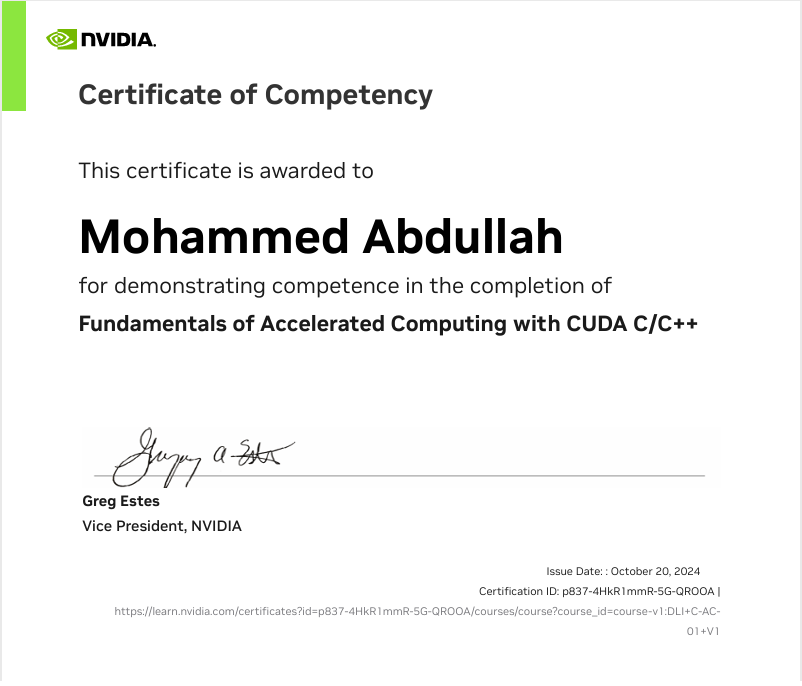 NVIDIA.
Certificate of Competency
This certificate is awarded to
Mohammed Abdullah
for demonstrating competence in the completion of
Fundamentals of Accelerated Computing with CUDA C/C++
Greg Estes
Vice President, NVIDIA
Issue Date: : October 20, 2024
Certification ID: p837-4HkR1mmR-5G-QROOA |
https://learn.nvidia.com/certificates?id=p837-4HkR1mmR-5G-QROOA/courses/course?course_id=course-v1:DLI+C-AC-
01+V1